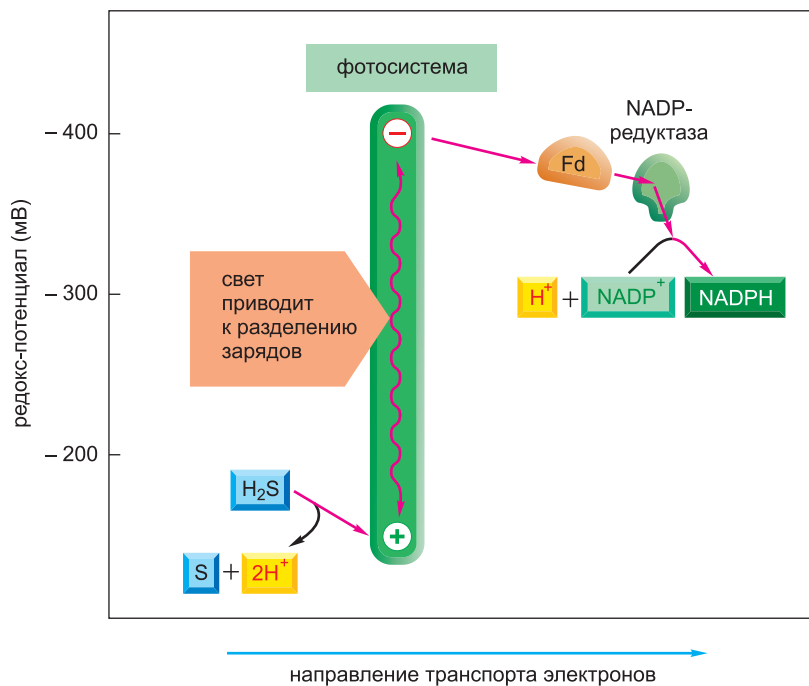 фотосистема
NADP-
редуктаза
– 400
Fd
– 300
свет
приводит
к разделению
зарядов
H⁺ + NADP⁺ NADPH
редокс-потенциал (мВ)
– 200
H₂S
S + 2H⁺
направление транспорта электронов